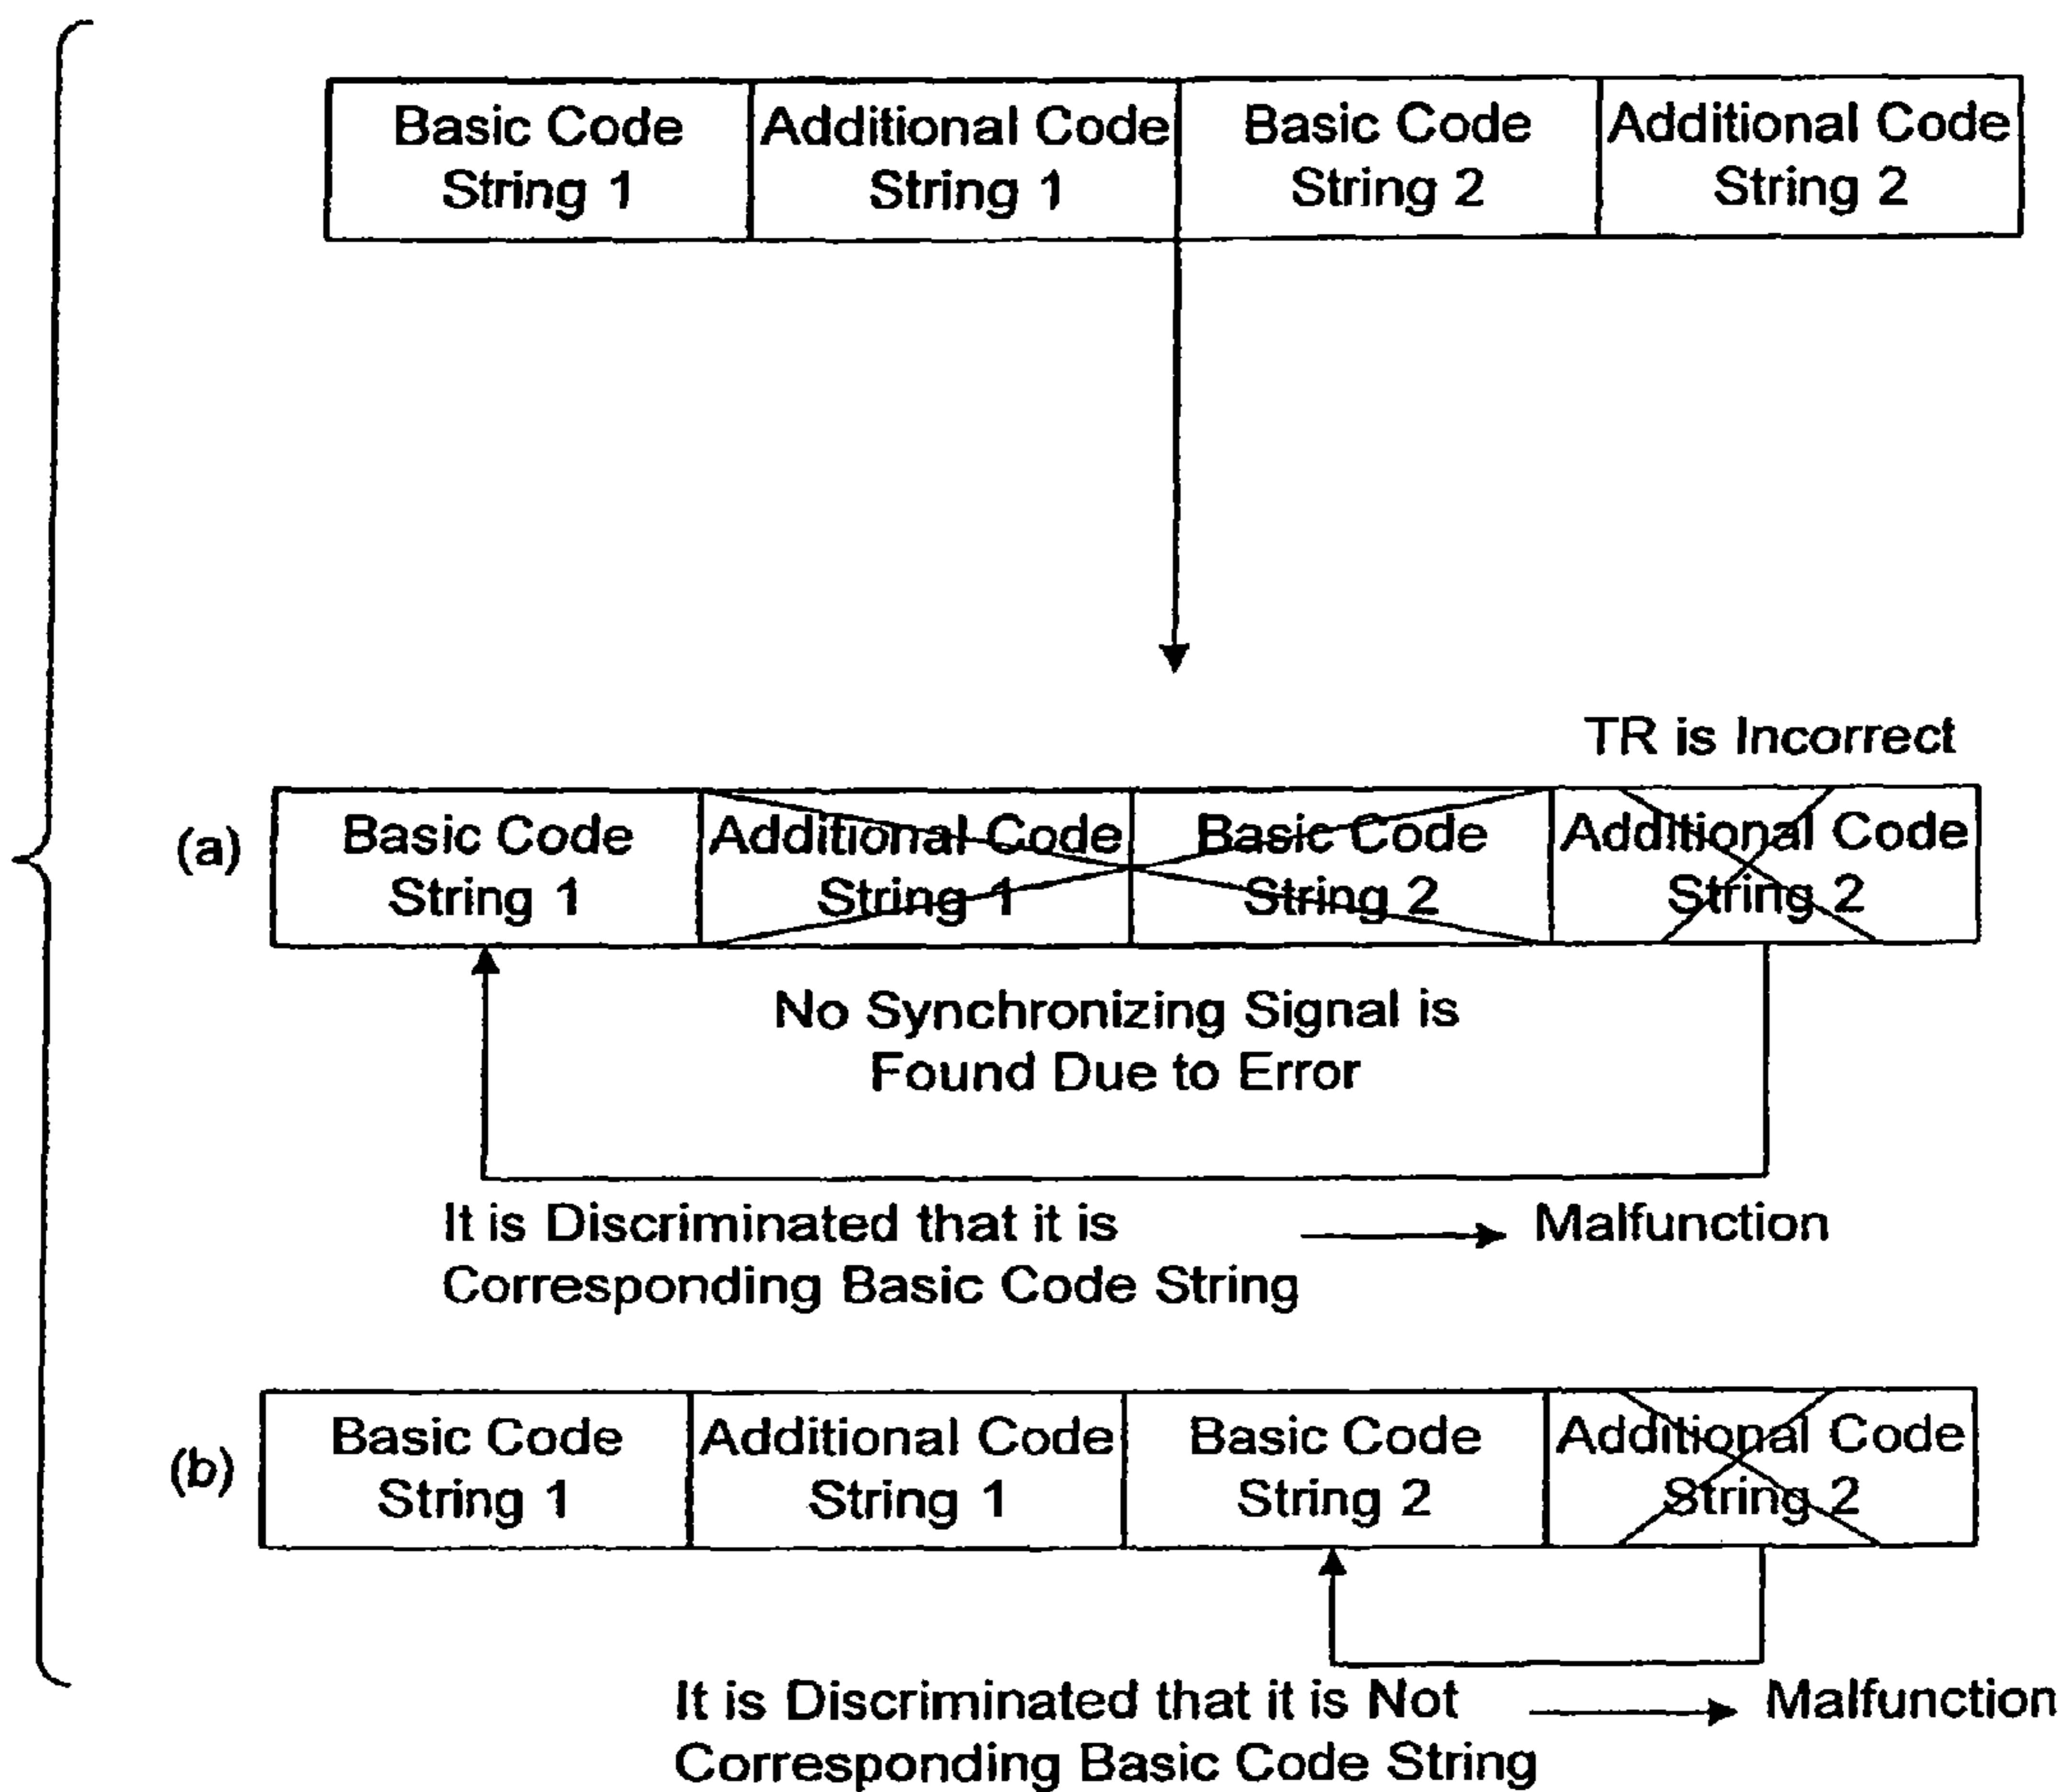 Basic Code
String 1
Additional Code
String 1
Basic Code
String 2
Additional Code
String 2
TR is Incorrect
(a)
Basic Code
String 1
Additional Code
String 1
Basic Code
String 2
Additional Code
String 2
No Synchronizing Signal is
Found Due to Error
It is Discriminated that it is
Corresponding Basic Code String
Malfunction
(b)
Basic Code
String 1
Additional Code
String 1
Basic Code
String 2
Additional Code
String 2
It is Discriminated that it is Not
Corresponding Basic Code String
Malfunction